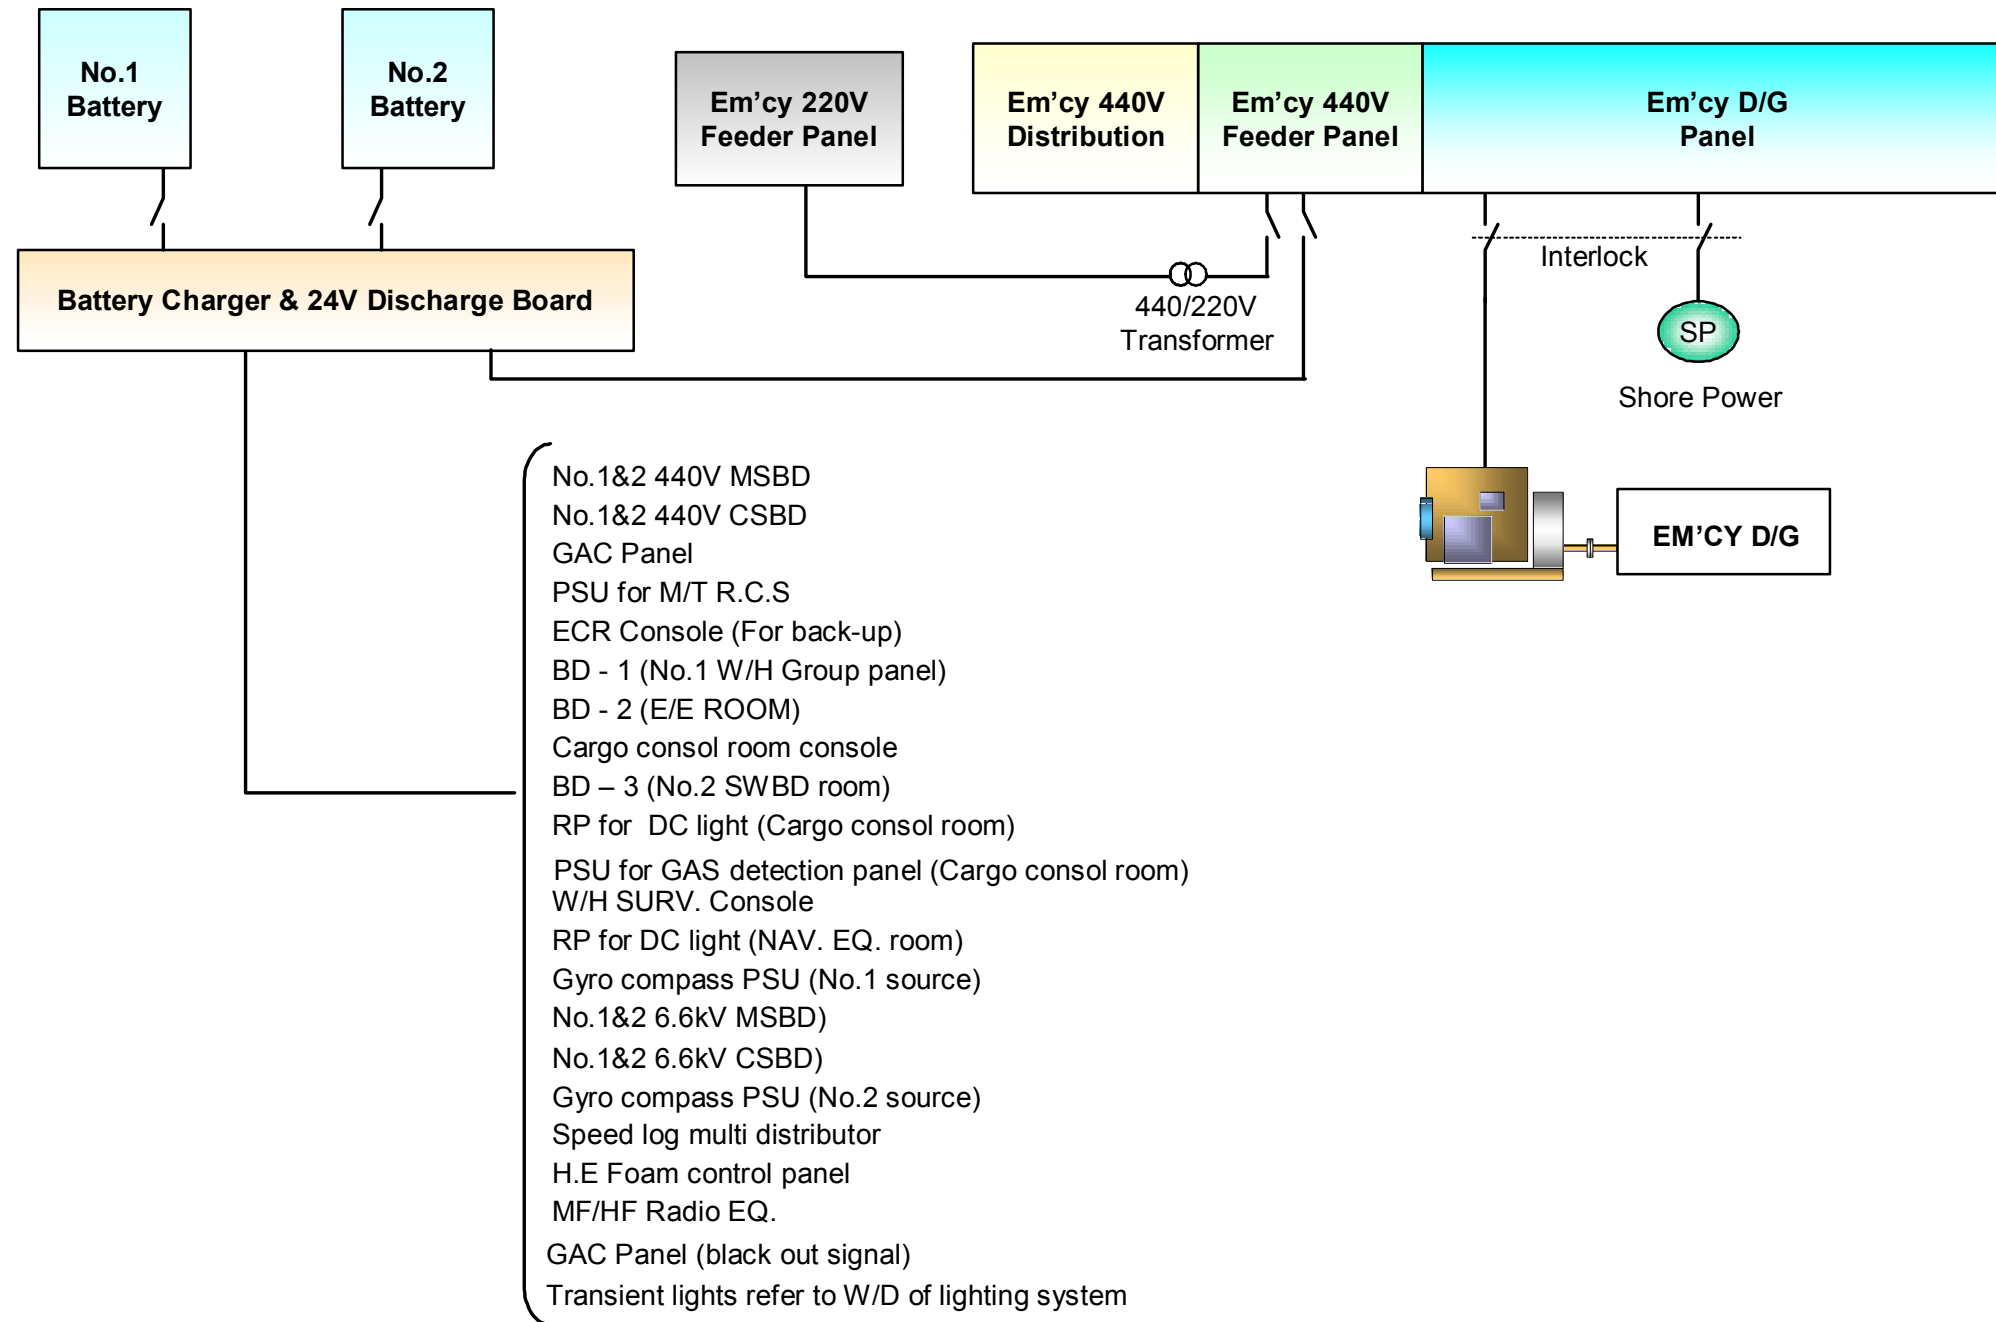 No.1
Battery
No.2
Battery
Em’cy 220V
Feeder Panel
Em’cy 440V
Distribution
Em’cy 440V
Feeder Panel
Em’cy D/G
Panel
Battery Charger & 24V Discharge Board
Interlock
440/220V
Transformer
SP
Shore Power
EM’CY D/G
No.1&2 440V MSBD
No.1&2 440V CSBD
GAC Panel
PSU for M/T R.C.S
ECR Console (For back-up)
BD - 1 (No.1 W/H Group panel)
BD - 2 (E/E ROOM)
Cargo consol room console
BD – 3 (No.2 SWBD room)
RP for DC light (Cargo consol room)
PSU for GAS detection panel (Cargo consol room)
W/H SURV. Console
RP for DC light (NAV. EQ. room)
Gyro compass PSU (No.1 source)
No.1&2 6.6kV MSBD)
No.1&2 6.6kV CSBD)
Gyro compass PSU (No.2 source)
Speed log multi distributor
H.E Foam control panel
MF/HF Radio EQ.
GAC Panel (black out signal)
Transient lights refer to W/D of lighting system